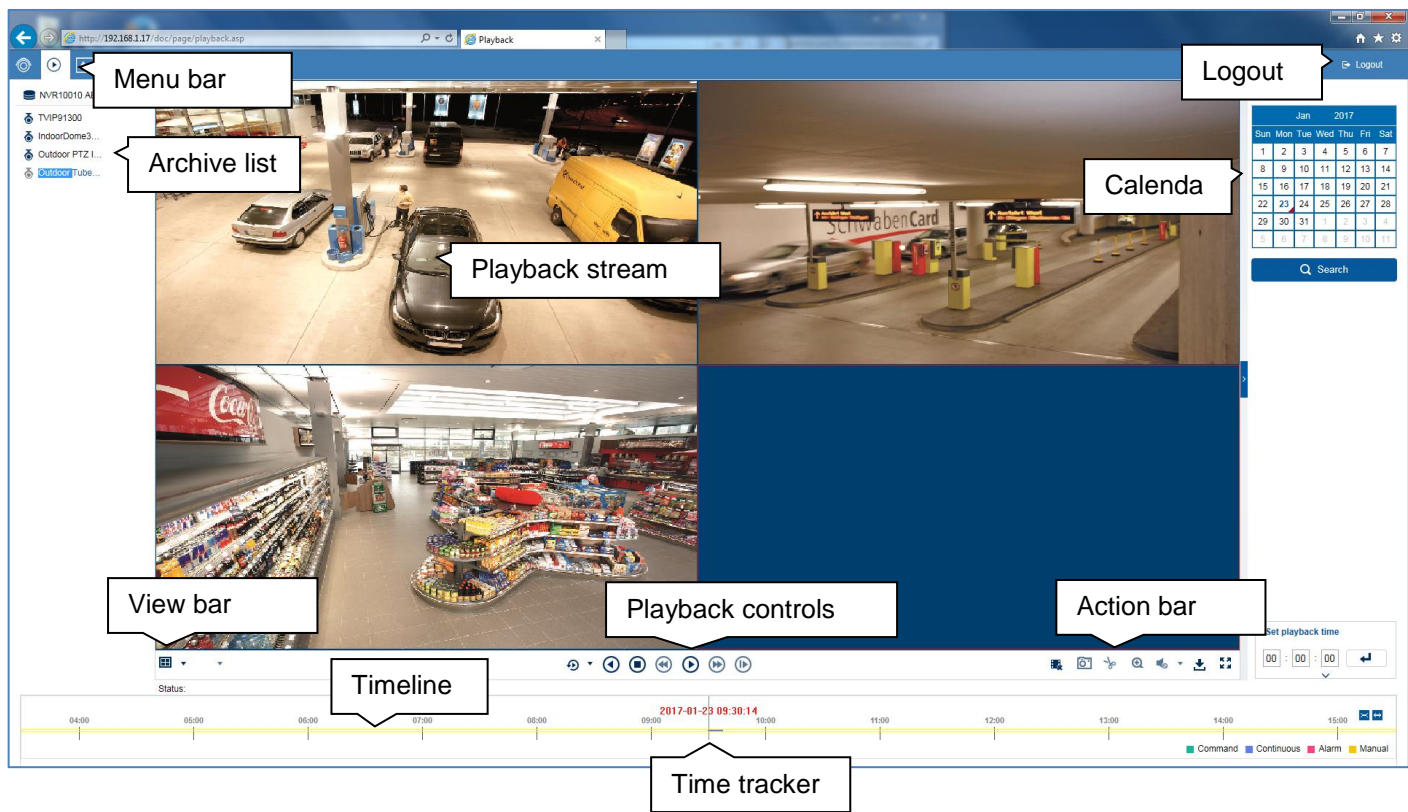 http://192.168.1.17/doc/page/playback.asp
Playback
Menu bar
Logout
Logout
NVR10010
TVIP91300
IndoorDome3...
Outdoor PTZ I...
Outdoor Tube...
Archive list
Playback stream
SchwabenCard
Calenda
Jan 2017
Sun Mon Tue Wed Thu Fri Sat
1 2 3 4 5 6 7
8 9 10 11 12 13 14
15 16 17 18 19 20 21
22 23 24 25 26 27 28
29 30 31 1 2 3 4
5 6 7 8 9 10 11
Search
Coca
View bar
Playback controls
Action bar
Set playback time
00 : 00 : 00
Status:
Timeline
2017-01-23 09:30:14
04:00 05:00 06:00 07:00 08:00 09:00 10:00 11:00 12:00 13:00 14:00 15:00
Command Continuous Alarm Manual
Time tracker